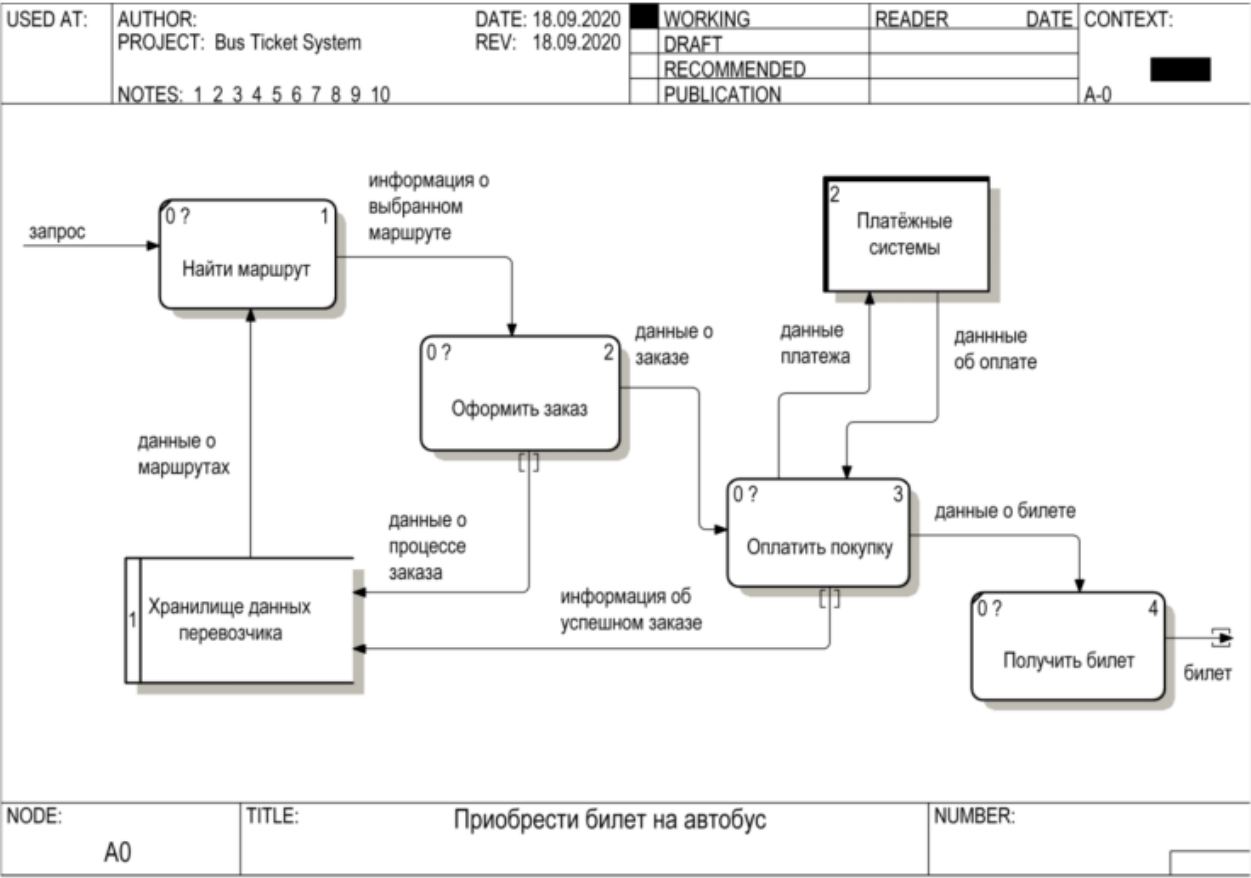 USED AT:
AUTHOR:
DATE: 18.09.2020
PROJECT: Bus Ticket System
REV: 18.09.2020
NOTES: 1 2 3 4 5 6 7 8 9 10
WORKING
DRAFT
RECOMMENDED
PUBLICATION
READER
DATE
CONTEXT:
A-0
запрос
0 ?
1
Найти маршрут
информация о
выбранном
маршруте
2
Платёжные
системы
0 ?
2
Оформить заказ
данные о
заказе
данные
платежа
даннные
об оплате
данные о
маршрутах
данные о
процессе
заказа
0 ?
3
Оплатить покупку
данные о билете
1
Хранилище данных
перевозчика
информация об
успешном заказе
0 ?
4
Получить билет
билет
NODE:
A0
TITLE:
Приобрести билет на автобус
NUMBER: